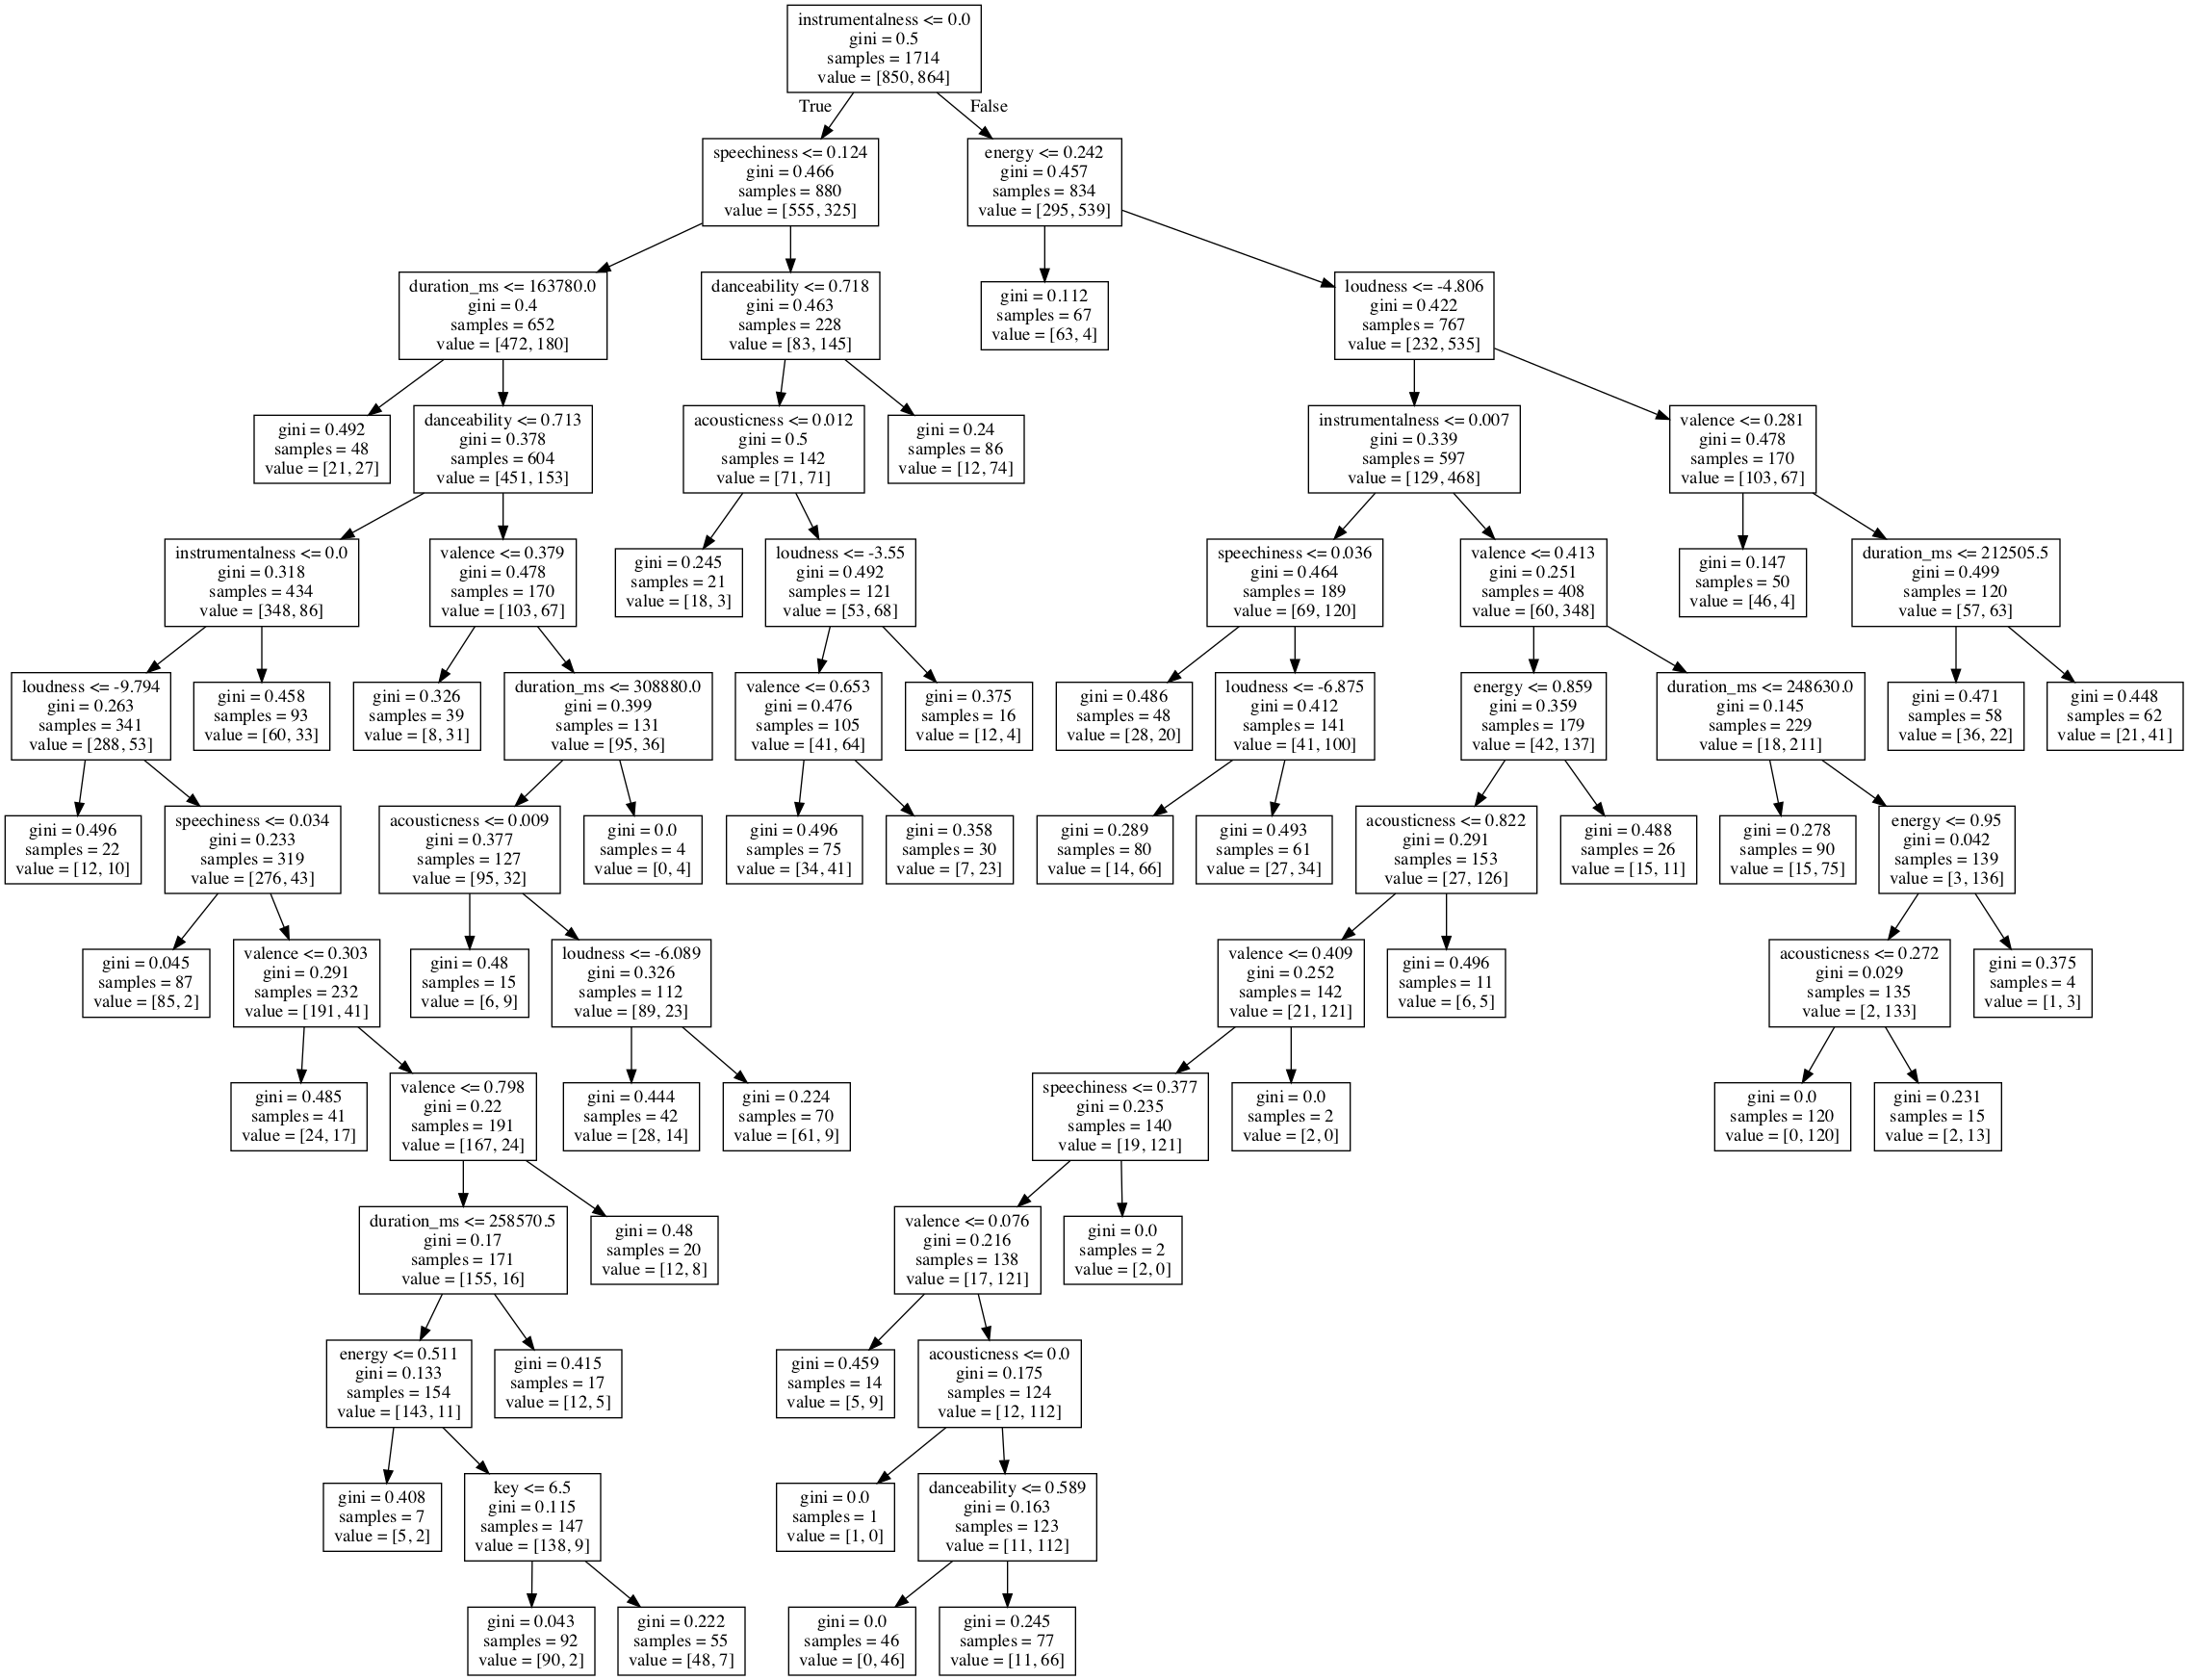 instrumentalness <= 0.0
gini = 0.5
samples = 1714
value = [850, 864]
True
False
speechiness <= 0.124
gini = 0.466
samples = 880
value = [555, 325]
energy <= 0.242
gini = 0.457
samples = 834
value = [295, 539]
duration_ms <= 163780.0
gini = 0.4
samples = 652
value = [472, 180]
danceability <= 0.718
gini = 0.463
samples = 228
value = [83, 145]
gini = 0.112
samples = 67
value = [63, 4]
loudness <= -4.806
gini = 0.422
samples = 767
value = [232, 535]
gini = 0.492
samples = 48
value = [21, 27]
danceability <= 0.713
gini = 0.378
samples = 604
value = [451, 153]
acousticness <= 0.012
gini = 0.5
samples = 142
value = [71, 71]
gini = 0.24
samples = 86
value = [12, 74]
instrumentalness <= 0.007
gini = 0.339
samples = 597
value = [129, 468]
valence <= 0.281
gini = 0.478
samples = 170
value = [103, 67]
instrumentalness <= 0.0
gini = 0.318
samples = 434
value = [348, 86]
valence <= 0.379
gini = 0.478
samples = 170
value = [103, 67]
gini = 0.245
samples = 21
value = [18, 3]
loudness <= -3.55
gini = 0.492
samples = 121
value = [53, 68]
speechiness <= 0.036
gini = 0.464
samples = 189
value = [69, 120]
valence <= 0.413
gini = 0.251
samples = 408
value = [60, 348]
gini = 0.147
samples = 50
value = [46, 4]
duration_ms <= 212505.5
gini = 0.499
samples = 120
value = [57, 63]
loudness <= -9.794
gini = 0.263
samples = 341
value = [288, 53]
gini = 0.458
samples = 93
value = [60, 33]
gini = 0.326
samples = 39
value = [8, 31]
duration_ms <= 308880.0
gini = 0.399
samples = 131
value = [95, 36]
valence <= 0.653
gini = 0.476
samples = 105
value = [41, 64]
gini = 0.375
samples = 16
value = [12, 4]
gini = 0.486
samples = 48
value = [28, 20]
loudness <= -6.875
gini = 0.412
samples = 141
value = [41, 100]
energy <= 0.859
gini = 0.359
samples = 179
value = [42, 137]
duration_ms <= 248630.0
gini = 0.145
samples = 229
value = [18, 211]
gini = 0.471
samples = 58
value = [36, 22]
gini = 0.448
samples = 62
value = [21, 41]
gini = 0.496
samples = 22
value = [12, 10]
speechiness <= 0.034
gini = 0.233
samples = 319
value = [276, 43]
acousticness <= 0.009
gini = 0.377
samples = 127
value = [95, 32]
gini = 0.0
samples = 4
value = [0, 4]
gini = 0.496
samples = 75
value = [34, 41]
gini = 0.358
samples = 30
value = [7, 23]
gini = 0.289
samples = 80
value = [14, 66]
gini = 0.493
samples = 61
value = [27, 34]
acousticness <= 0.822
gini = 0.291
samples = 153
value = [27, 126]
gini = 0.488
samples = 26
value = [15, 11]
gini = 0.278
samples = 90
value = [15, 75]
energy <= 0.95
gini = 0.042
samples = 139
value = [3, 136]
gini = 0.045
samples = 87
value = [85, 2]
valence <= 0.303
gini = 0.291
samples = 232
value = [191, 41]
gini = 0.48
samples = 15
value = [6, 9]
loudness <= -6.089
gini = 0.326
samples = 112
value = [89, 23]
valence <= 0.409
gini = 0.252
samples = 142
value = [21, 121]
gini = 0.496
samples = 11
value = [6, 5]
acousticness <= 0.272
gini = 0.029
samples = 135
value = [2, 133]
gini = 0.375
samples = 4
value = [1, 3]
gini = 0.485
samples = 41
value = [24, 17]
valence <= 0.798
gini = 0.22
samples = 191
value = [167, 24]
gini = 0.444
samples = 42
value = [28, 14]
gini = 0.224
samples = 70
value = [61, 9]
speechiness <= 0.377
gini = 0.235
samples = 140
value = [19, 121]
gini = 0.0
samples = 2
value = [2, 0]
gini = 0.0
samples = 120
value = [0, 120]
gini = 0.231
samples = 15
value = [2, 13]
duration_ms <= 258570.5
gini = 0.17
samples = 171
value = [155, 16]
gini = 0.48
samples = 20
value = [12, 8]
valence <= 0.076
gini = 0.216
samples = 138
value = [17, 121]
gini = 0.0
samples = 2
value = [2, 0]
energy <= 0.511
gini = 0.133
samples = 154
value = [143, 11]
gini = 0.415
samples = 17
value = [12, 5]
gini = 0.459
samples = 14
value = [5, 9]
acousticness <= 0.0
gini = 0.175
samples = 124
value = [12, 112]
gini = 0.408
samples = 7
value = [5, 2]
key <= 6.5
gini = 0.115
samples = 147
value = [138, 9]
gini = 0.0
samples = 1
value = [1, 0]
danceability <= 0.589
gini = 0.163
samples = 123
value = [11, 112]
gini = 0.043
samples = 92
value = [90, 2]
gini = 0.222
samples = 55
value = [48, 7]
gini = 0.0
samples = 46
value = [0, 46]
gini = 0.245
samples = 77
value = [11, 66]